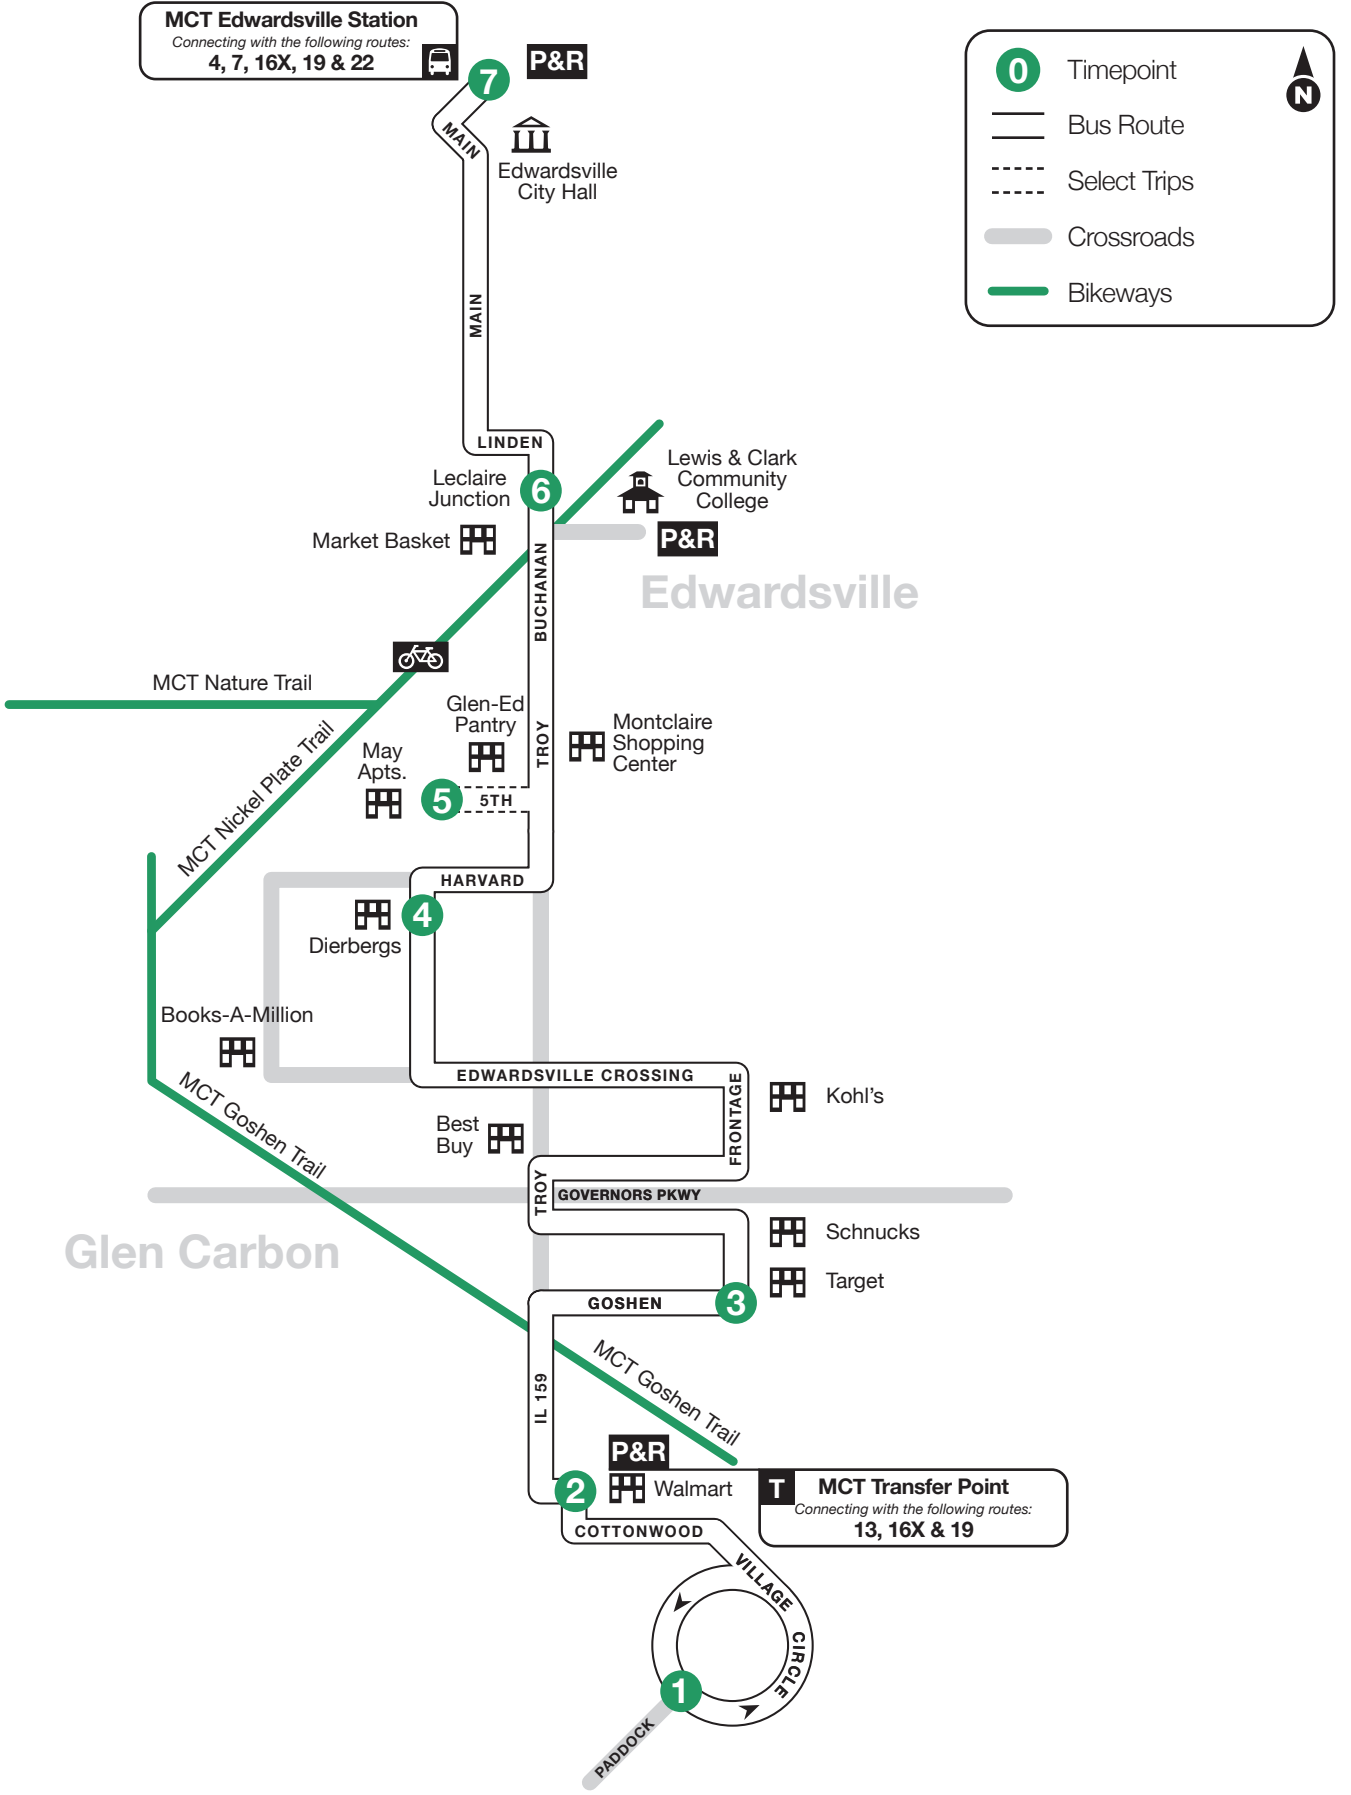 MCT Edwardsville Station
Connecting with the following routes:
4, 7, 16X, 19 & 22
7
P&R
MAIN
Edwardsville
City Hall
0
Timepoint
N
Bus Route
Select Trips
Crossroads
Bikeways
MAIN
LINDEN
Leclaire
Junction
6
Lewis & Clark
Community
College
Market Basket
P&R
BUCHANAN
Edwardsville
MCT Nature Trail
MCT Nickel Plate Trail
Glen-Ed
Pantry
TROY
Montclaire
Shopping
Center
May
Apts.
5
5TH
HARVARD
4
Dierbergs
Books-A-Million
MCT Goshen Trail
EDWARDSVILLE CROSSING
FRONTAGE
Kohl's
Best
Buy
TROY
GOVERNORS PKWY
Glen Carbon
Schnucks
Target
GOSHEN
3
IL 159
MCT Goshen Trail
P&R
2
Walmart
T
MCT Transfer Point
Connecting with the following routes:
13, 16X & 19
COTTONWOOD
VILLAGE
CIRCLE
1
PADDOCK